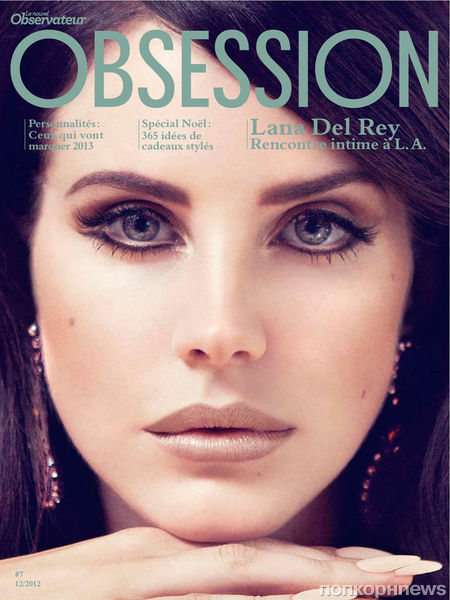 Le nouvel
Observateur
OBSESSION
Personnalités :
Ceux qui vont
marquer 2013
Spécial Noël :
365 idées de
cadeaux stylés
Lana Del Rey
Rencontre intime à L.A.
#7
12/2012
попкорнnews